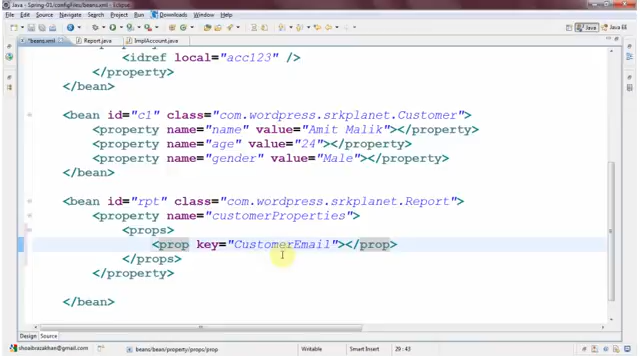 Java - Spring-01/configfiles/beans.xml - Eclipse
File Edit Source Navigate Search Project Run Downloads Window Help
Java Java EE
*beans.xml Report.java ImplAccount.java
<idref local="acc123" />
</property>
</bean>
<bean id="c1" class="com.wordpress.srkplanet.Customer">
<property name="name" value="Amit Malik"></property>
<property name="age" value="24"></property>
<property name="gender" value="Male"></property>
</bean>
<bean id="rpt" class="com.wordpress.srkplanet.Report">
<property name="customerProperties">
<props>
<prop key="CustomerEmail"></prop>
</props>
</property>
</bean>
Design Source
beans/bean/property/props/prop Writable Smart Insert 29 : 43